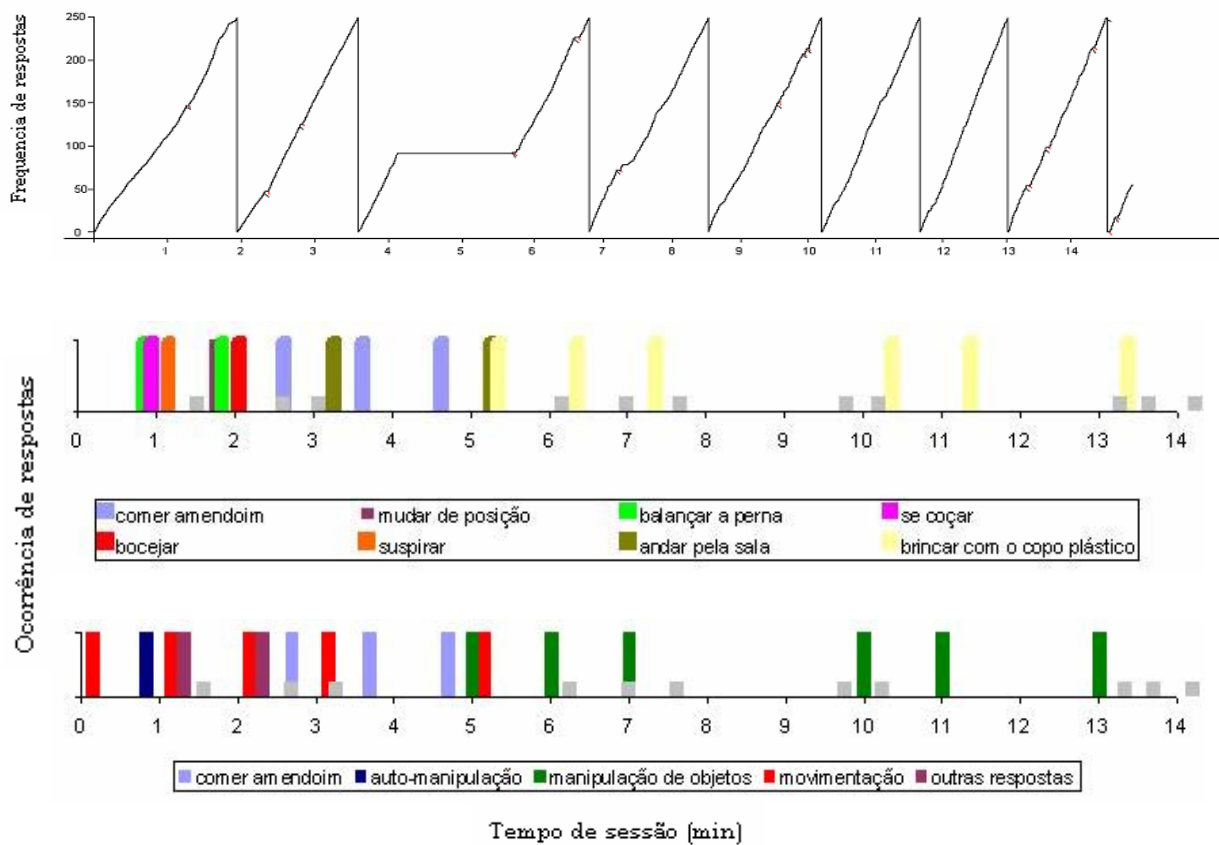 Frequencia de respostas
250
200
150
100
50
0
1 2 3 4 5 6 7 8 9 10 11 12 13 14
Ocorrência de respostas
0 1 2 3 4 5 6 7 8 9 10 11 12 13 14
comer amendoim mudar de posição balançar a perna se coçar
bocejar suspirar andar pela sala brincar com o copo plástico
0 1 2 3 4 5 6 7 8 9 10 11 12 13 14
comer amendoim auto-manipulação manipulação de objetos movimentação outras respostas
Tempo de sessão (min)